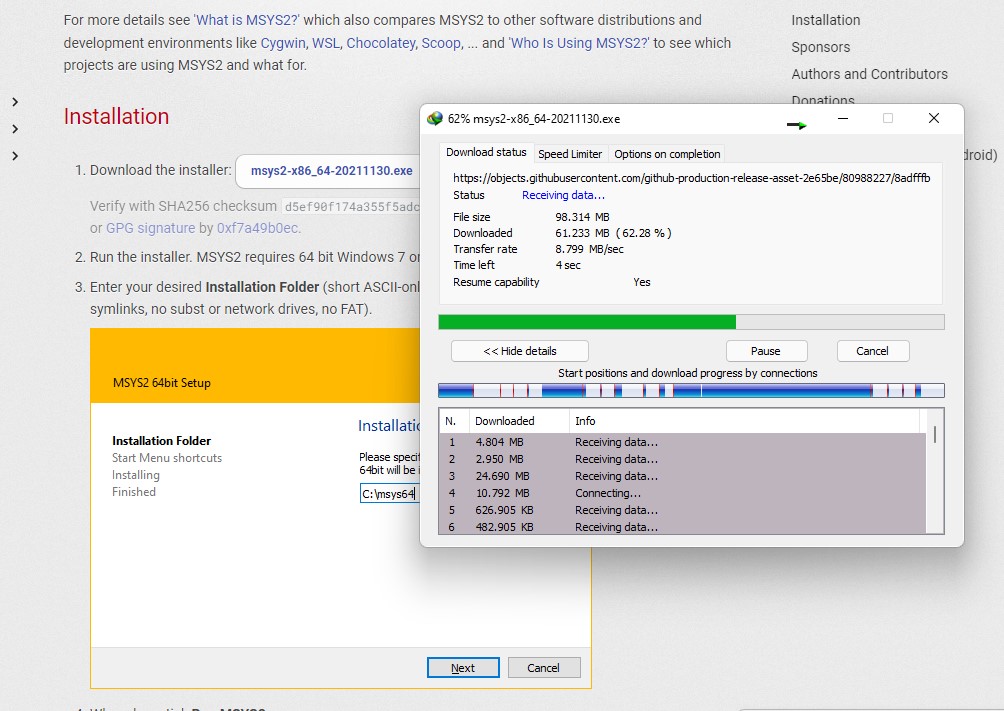 For more details see 'What is MSYS2?' which also compares MSYS2 to other software distributions and
development environments like Cygwin, WSL, Chocolatey, Scoop, ... and 'Who Is Using MSYS2?' to see which
projects are using MSYS2 and what for.
Installation
Sponsors
Authors and Contributors
Donations
Installation
1. Download the installer: msys2-x86_64-20211130.exe
Verify with SHA256 checksum d5ef90f174a355f5adc
or GPG signature by 0xf7a49b0ec.
2. Run the installer. MSYS2 requires 64 bit Windows 7 or
3. Enter your desired Installation Folder (short ASCII-onl
symlinks, no subst or network drives, no FAT).
MSYS2 64bit Setup
Installation Folder
Start Menu shortcuts
Installing
Finished
Installatio
Please specif
64bit will be i
C:\msys64
Next
Cancel
62% msys2-x86_64-20211130.exe
Download status
Speed Limiter
Options on completion
https://objects.githubusercontent.com/github-production-release-asset-2e65be/80988227/8adfffb
Status Receiving data...
File size 98.314 MB
Downloaded 61.233 MB ( 62.28 % )
Transfer rate 8.799 MB/sec
Time left 4 sec
Resume capability Yes
<< Hide details
Pause
Cancel
Start positions and download progress by connections
N. Downloaded Info
1 4.804 MB Receiving data...
2 2.950 MB Receiving data...
3 24.690 MB Receiving data...
4 10.792 MB Connecting...
5 626.905 KB Receiving data...
6 482.905 KB Receiving data...
droid)